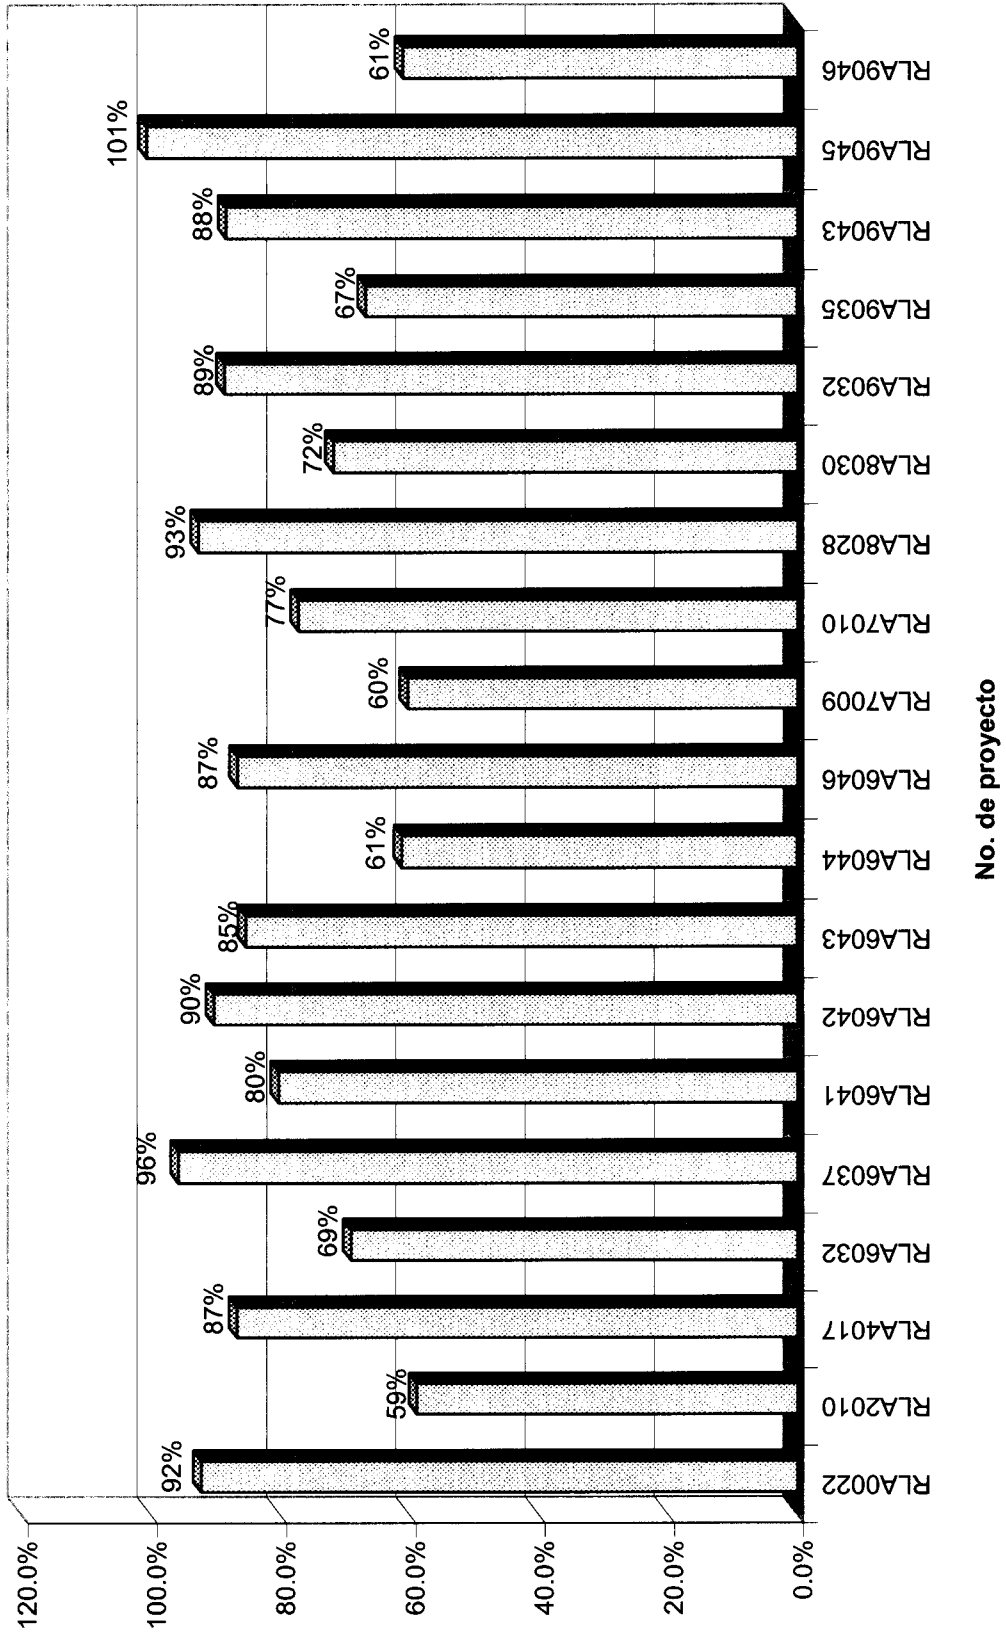 120.0%
100.0%
80.0%
60.0%
40.0%
20.0%
0.0%
92%
59%
87%
69%
96%
80%
90%
85%
61%
87%
60%
77%
93%
72%
89%
67%
88%
101%
61%
RLA0022
RLA2010
RLA4017
RLA6032
RLA6037
RLA6041
RLA6042
RLA6043
RLA6044
RLA6046
RLA7009
RLA7010
RLA8028
RLA8030
RLA9032
RLA9035
RLA9043
RLA9045
RLA9046
No. de proyecto